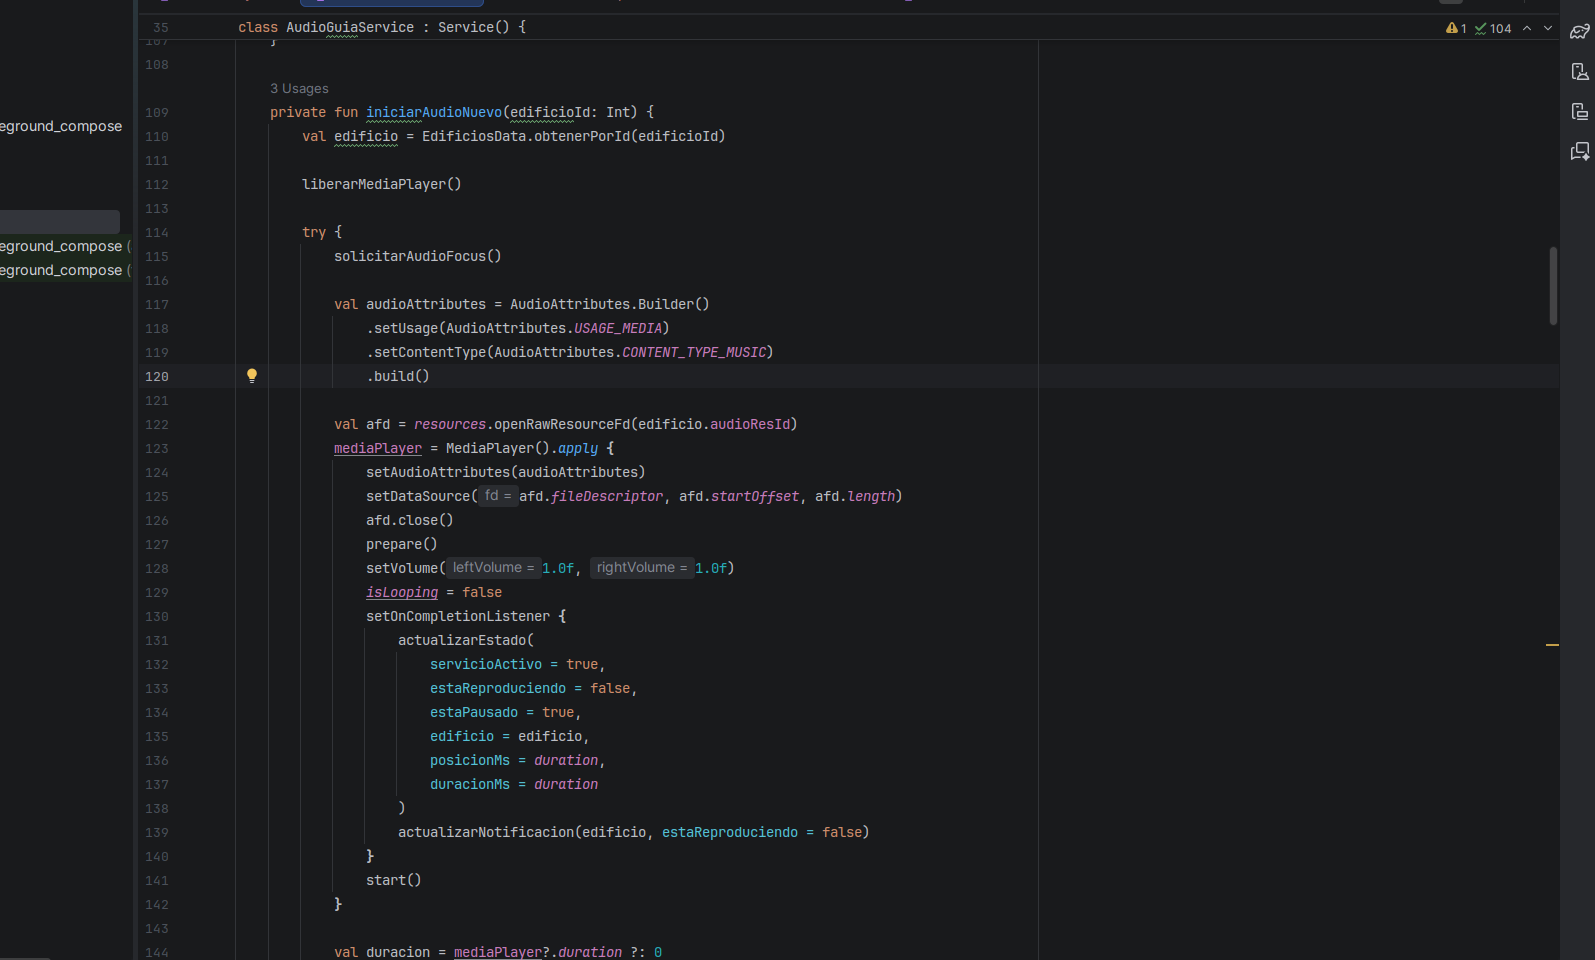 35 class AudioGuiaService : Service() {
1 104
107 }
108
3 Usages
109 private fun iniciarAudioNuevo(edificioId: Int) {
eground_compose
110 val edificio = EdificiosData.obtenerPorId(edificioId)
111
112 liberarMediaPlayer()
113
114 try {
eground_compose (
115 solicitarAudioFocus()
eground_compose (
116
117 val audioAttributes = AudioAttributes.Builder()
118 .setUsage(AudioAttributes.USAGE_MEDIA)
119 .setContentType(AudioAttributes.CONTENT_TYPE_MUSIC)
120 .build()
121
122 val afd = resources.openRawResourceFd(edificio.audioResId)
123 mediaPlayer = MediaPlayer().apply {
124 setAudioAttributes(audioAttributes)
125 setDataSource( fd = afd.fileDescriptor, afd.startOffset, afd.length)
126 afd.close()
127 prepare()
128 setVolume( leftVolume = 1.0f, rightVolume = 1.0f)
129 isLooping = false
130 setOnCompletionListener {
131 actualizarEstado(
132 servicioActivo = true,
133 estaReproduciendo = false,
134 estaPausado = true,
135 edificio = edificio,
136 posicionMs = duration,
137 duracionMs = duration
138 )
139 actualizarNotificacion(edificio, estaReproduciendo = false)
140 }
141 start()
142 }
143
144 val duracion = mediaPlayer?.duration ?: 0